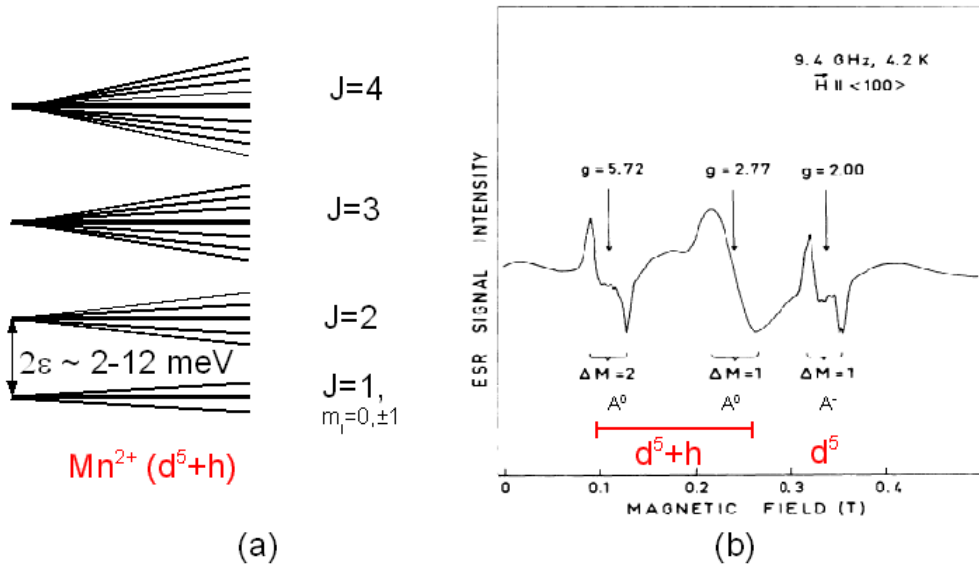 J=4
J=3
J=2
2ε ~ 2-12 meV
J=1,
mⱼ=0,±1
Mn²⁺ (d⁵+h)
(a)
9.4 GHz, 4.2 K
H⃗ II <100>
g=5.72
g=2.77
g=2.00
ESR SIGNAL INTENSITY
ΔM=2
ΔM=1
ΔM=1
A⁰
A⁰
A⁻
d⁵+h
d⁵
0
0.1
0.2
0.3
0.4
MAGNETIC FIELD (T)
(b)